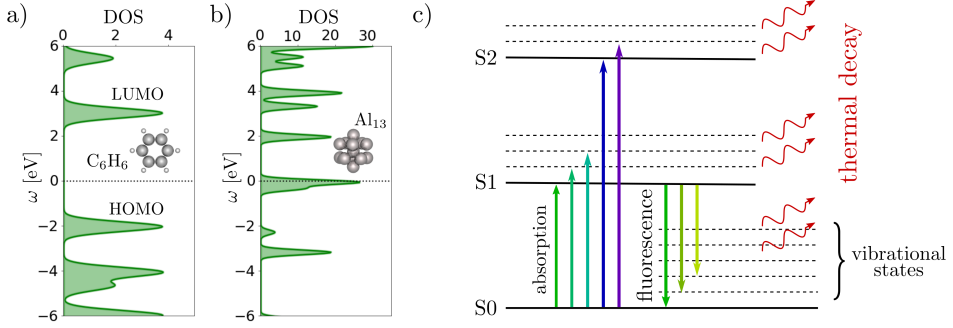 a)
DOS
0 2 4
6
4
2
0
−2
−4
−6
ω [eV]
LUMO
C₆H₆
HOMO
b)
DOS
0 10 20 30
6
4
2
0
−2
−4
−6
ω [eV]
Al₁₃
c)
S2
S1
S0
absorption
fluorescence
thermal decay
vibrational
states